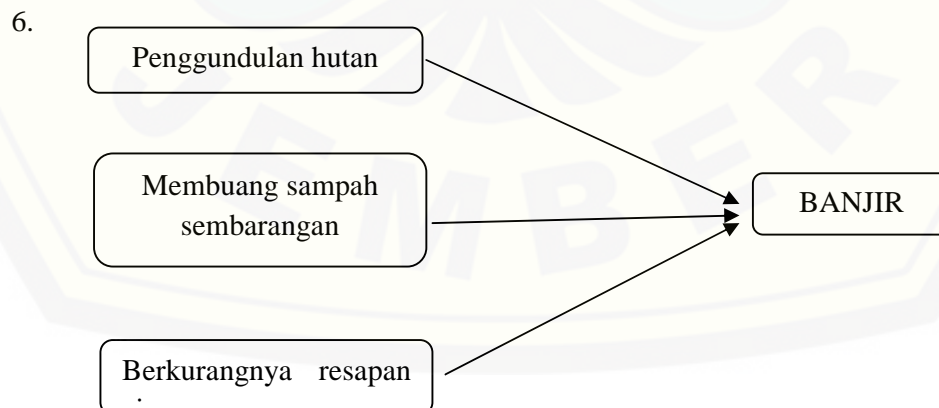 6.
Penggundulan hutan
Membuang sampah
sembarangan
BANJIR
Berkurangnya resapan